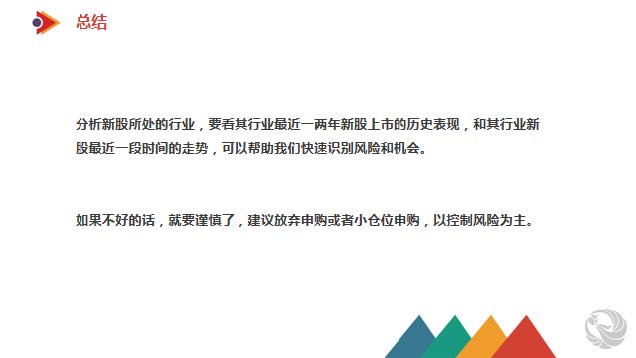 总结
分析新股所处的行业，要看其行业最近一两年新股上市的历史表现，和其行业新
股最近一段时间的走势，可以帮助我们快速识别风险和机会。
如果不好的话，就要谨慎了，建议放弃申购或者小仓位申购，以控制风险为主。